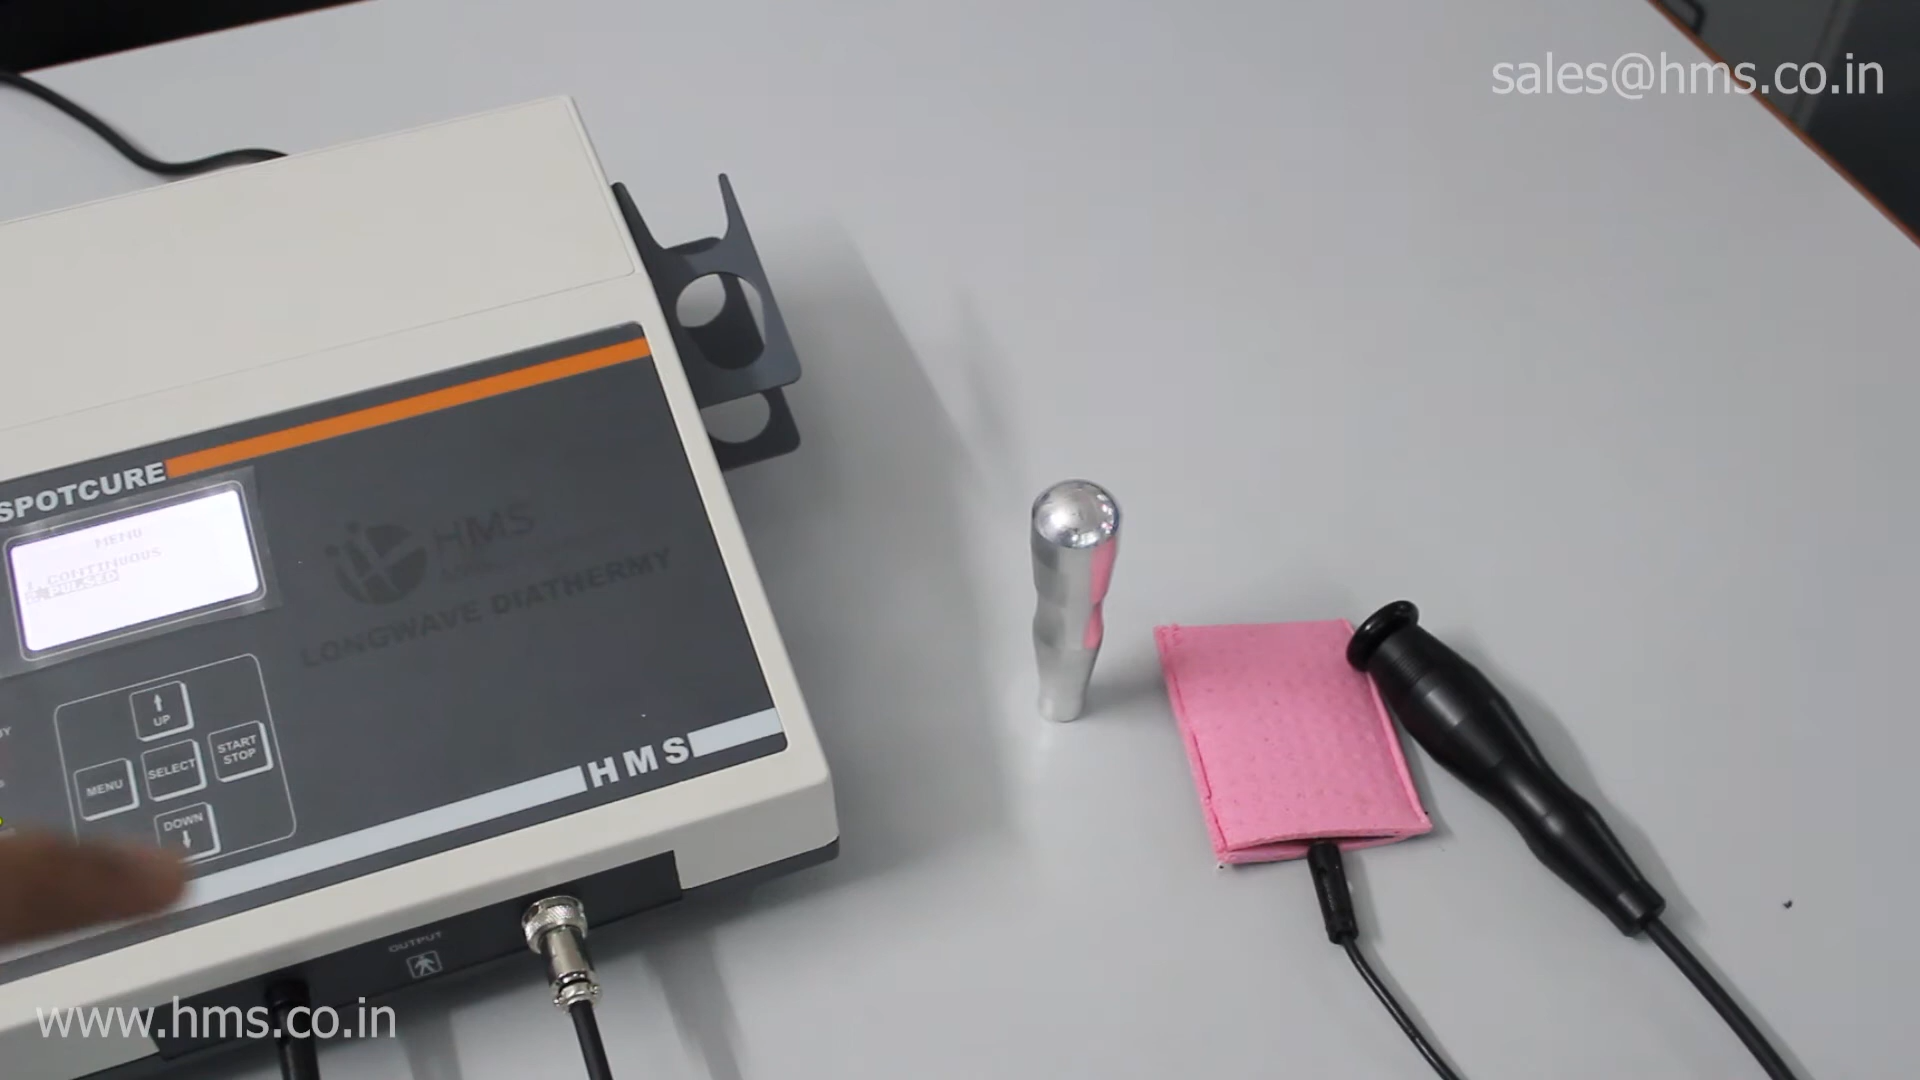 sales@hms.co.in
SPOTCURE
MENU
1. CONTINUOUS
PULSED
HMS
LONGWAVE DIATHERMY
UP
MENU
SELECT
START
STOP
DOWN
HMS
OUTPUT
www.hms.co.in